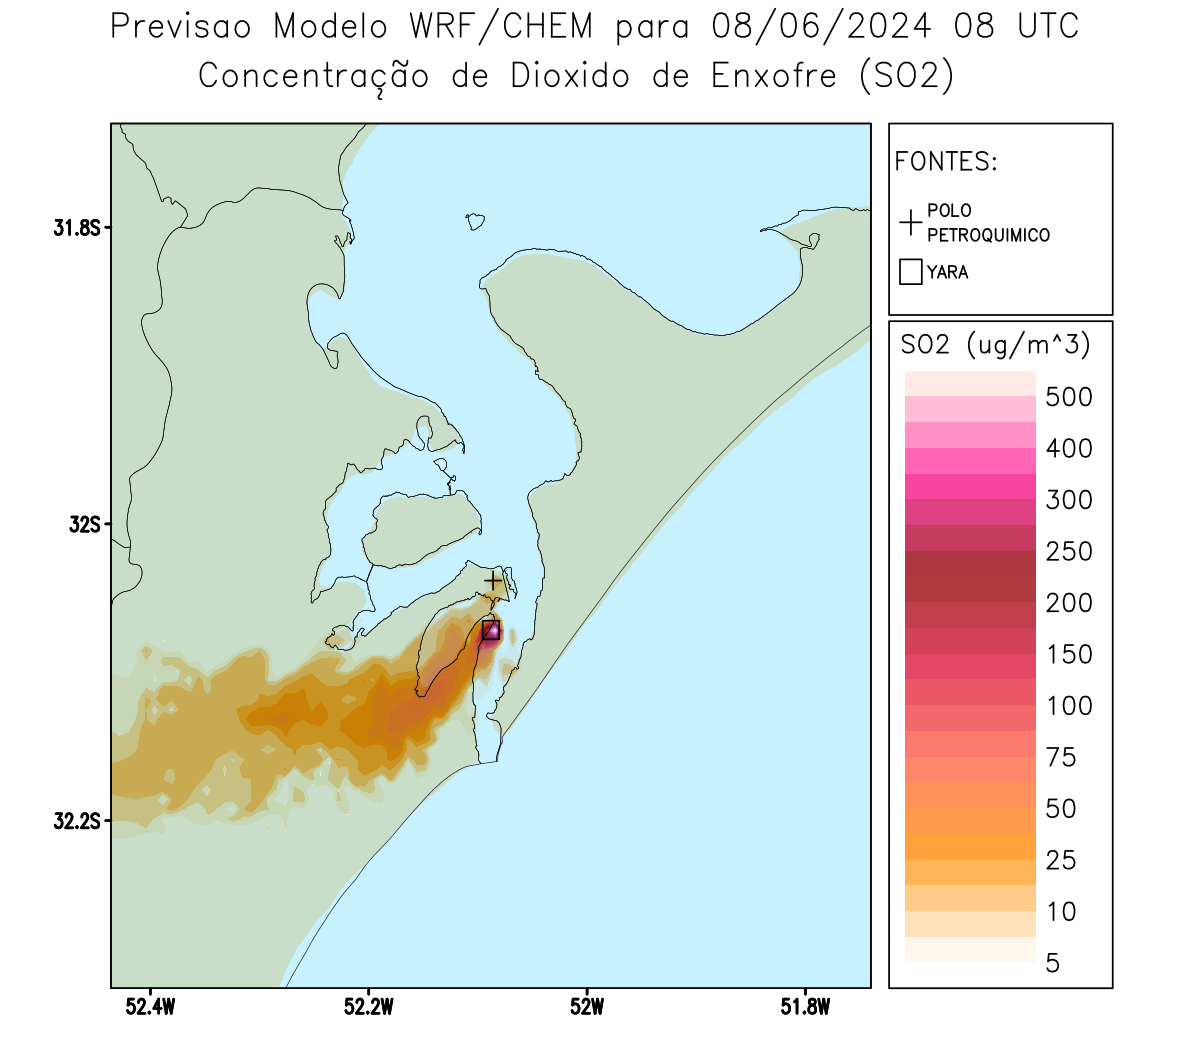 Previsao Modelo WRF/CHEM para 08/06/2024 08 UTC
Concentração de Dioxido de Enxofre (SO2)
FONTES:
POLO
PETROQUIMICO
YARA
SO2 (ug/m^3)
500
400
300
250
200
150
100
75
50
25
10
5
31.8S
32S
32.2S
52.4W
52.2W
52W
51.8W